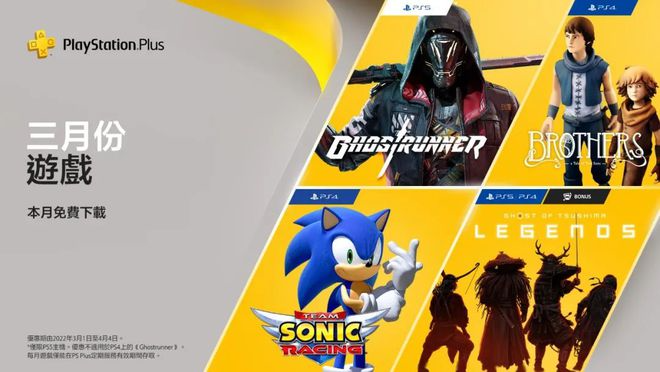 PlayStation.Plus
三月份
遊戲
本月免費下載
優惠期由2022年3月1日至4月4日。
*僅限PS5主機。優惠不適用於PS4上的《Ghostrunner》。
每月遊戲僅能在PS Plus定期服務有效期間存取。
PS5
GHOSTRUNNER
PS4
BROTHERS
PS4
TEAM
SONIC
RACING
PS5 PS4 BONUS
GHOST OF TSUSHIMA
LEGENDS